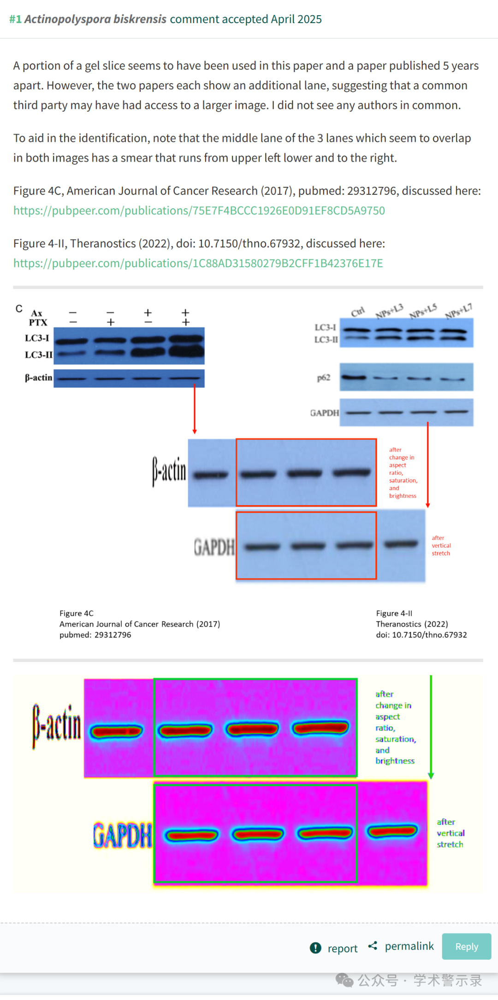 #1 Actinopolyspora biskrensis comment accepted April 2025
A portion of a gel slice seems to have been used in this paper and a paper published 5 years
apart. However, the two papers each show an additional lane, suggesting that a common
third party may have had access to a larger image. I did not see any authors in common.
To aid in the identification, note that the middle lane of the 3 lanes which seem to overlap
in both images has a smear that runs from upper left lower and to the right.
Figure 4C, American Journal of Cancer Research (2017), pubmed: 29312796, discussed here:
https://pubpeer.com/publications/75E7F4BCCC1926E0D91EF8CD5A9750
Figure 4-II, Theranostics (2022), doi: 10.7150/thno.67932, discussed here:
https://pubpeer.com/publications/1C88AD31580279B2CFF1B42376E17E
C
Ax − − + +
PTX − + − +
LC3-I
LC3-II
β-actin
Ctrl NPs+L3 NPs+L5 NPs+L7
LC3-I
LC3-II
p62
GAPDH
β-actin
after
change in
aspect
ratio,
saturation,
and
brightness
GAPDH
after
vertical
stretch
Figure 4C
American Journal of Cancer Research (2017)
pubmed: 29312796
Figure 4-II
Theranostics (2022)
doi: 10.7150/thno.67932
β-actin
after
change in
aspect
ratio,
saturation,
and
brightness
GAPDH
after
vertical
stretch
report
permalink
Reply
公众号 · 学术警示录